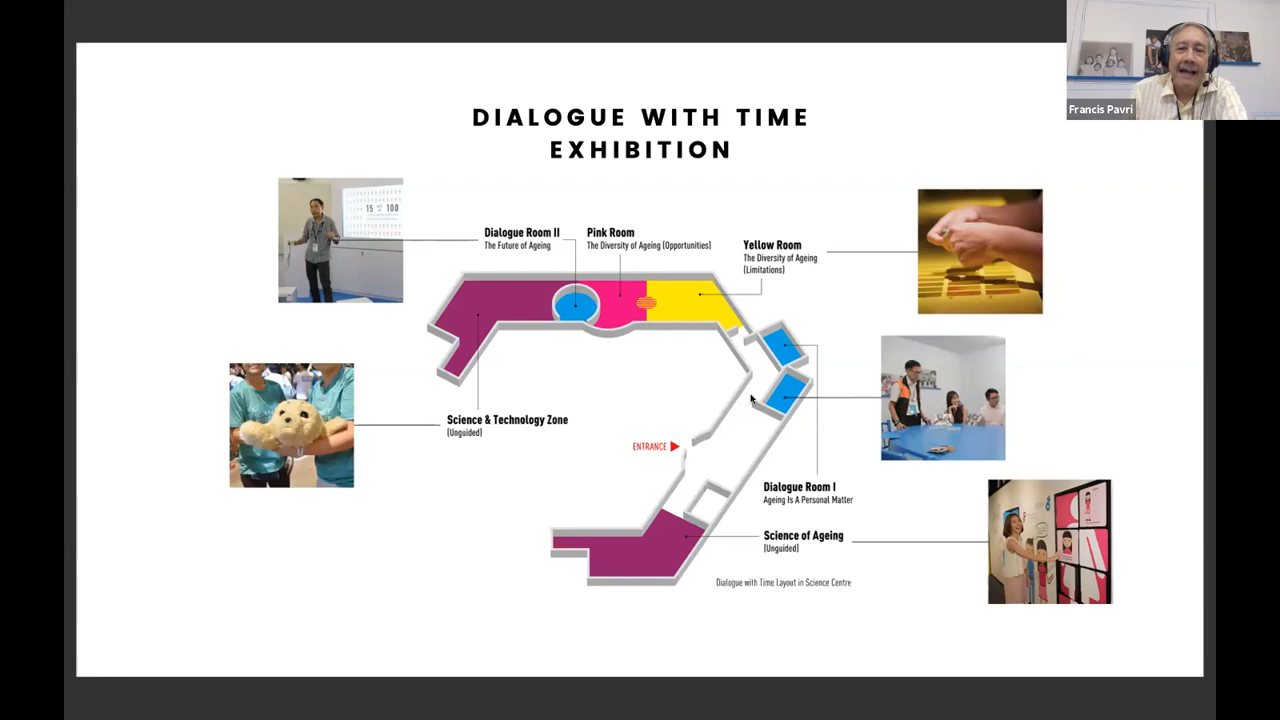 Francis Pavri
DIALOGUE WITH TIME
EXHIBITION
15 100
Dialogue Room II
The Future of Ageing
Pink Room
The Diversity of Ageing (Opportunities)
Yellow Room
The Diversity of Ageing
(Limitations)
Science & Technology Zone
(Unguided)
ENTRANCE
Dialogue Room I
Ageing Is A Personal Matter
Science of Ageing
(Unguided)
Dialogue with Time Layout in Science Centre